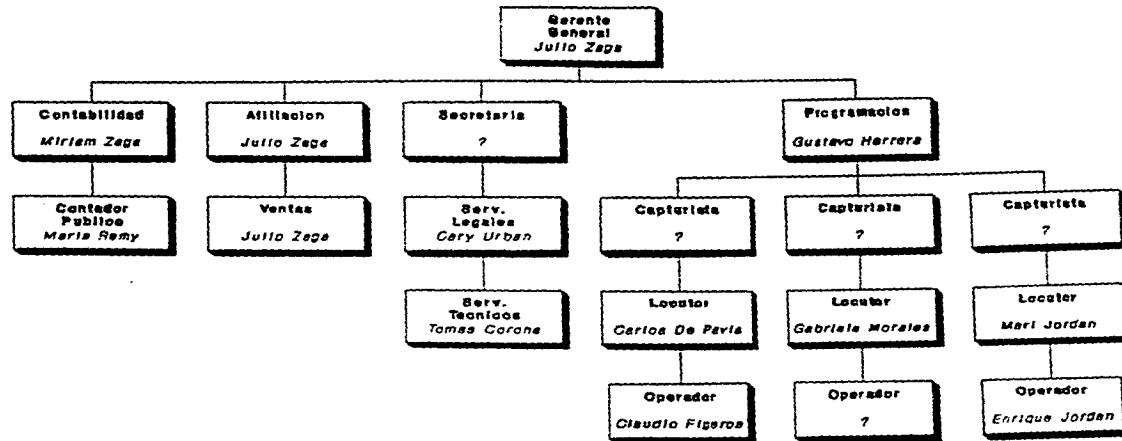 Gerente
General
Julio Zaga
Contabilidad
Miriam Zaga
Afiliacion
Julio Zaga
Secretaria
?
Programacion
Gustavo Herrera
Contador
Publico
Maria Remy
Ventas
Julio Zaga
Serv.
Legales
Cary Urban
Capturista
?
Capturista
?
Capturista
?
Serv.
Tecnicos
Tomas Corona
Locutor
Carlos De Pavia
Locutor
Gabriela Morales
Locutor
Mari Jordan
Operador
Claudio Figeroa
Operador
?
Operador
Enrique Jordan